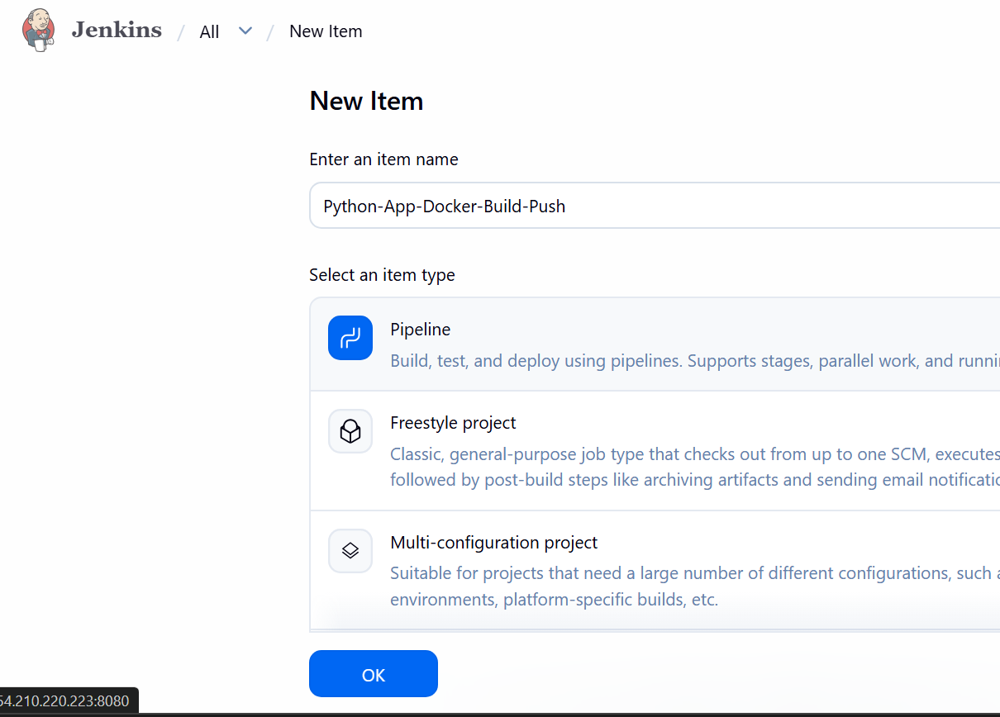 Jenkins / All / New Item
New Item
Enter an item name
Python-App-Docker-Build-Push
Select an item type
Pipeline
Build, test, and deploy using pipelines. Supports stages, parallel work, and
Freestyle project
Classic, general-purpose job type that checks out from up to one SCM, executes
followed by post-build steps like archiving artifacts and sending email
Multi-configuration project
Suitable for projects that need a large number of different configurations, such
environments, platform-specific builds, etc.
OK
54.210.220.223:8080